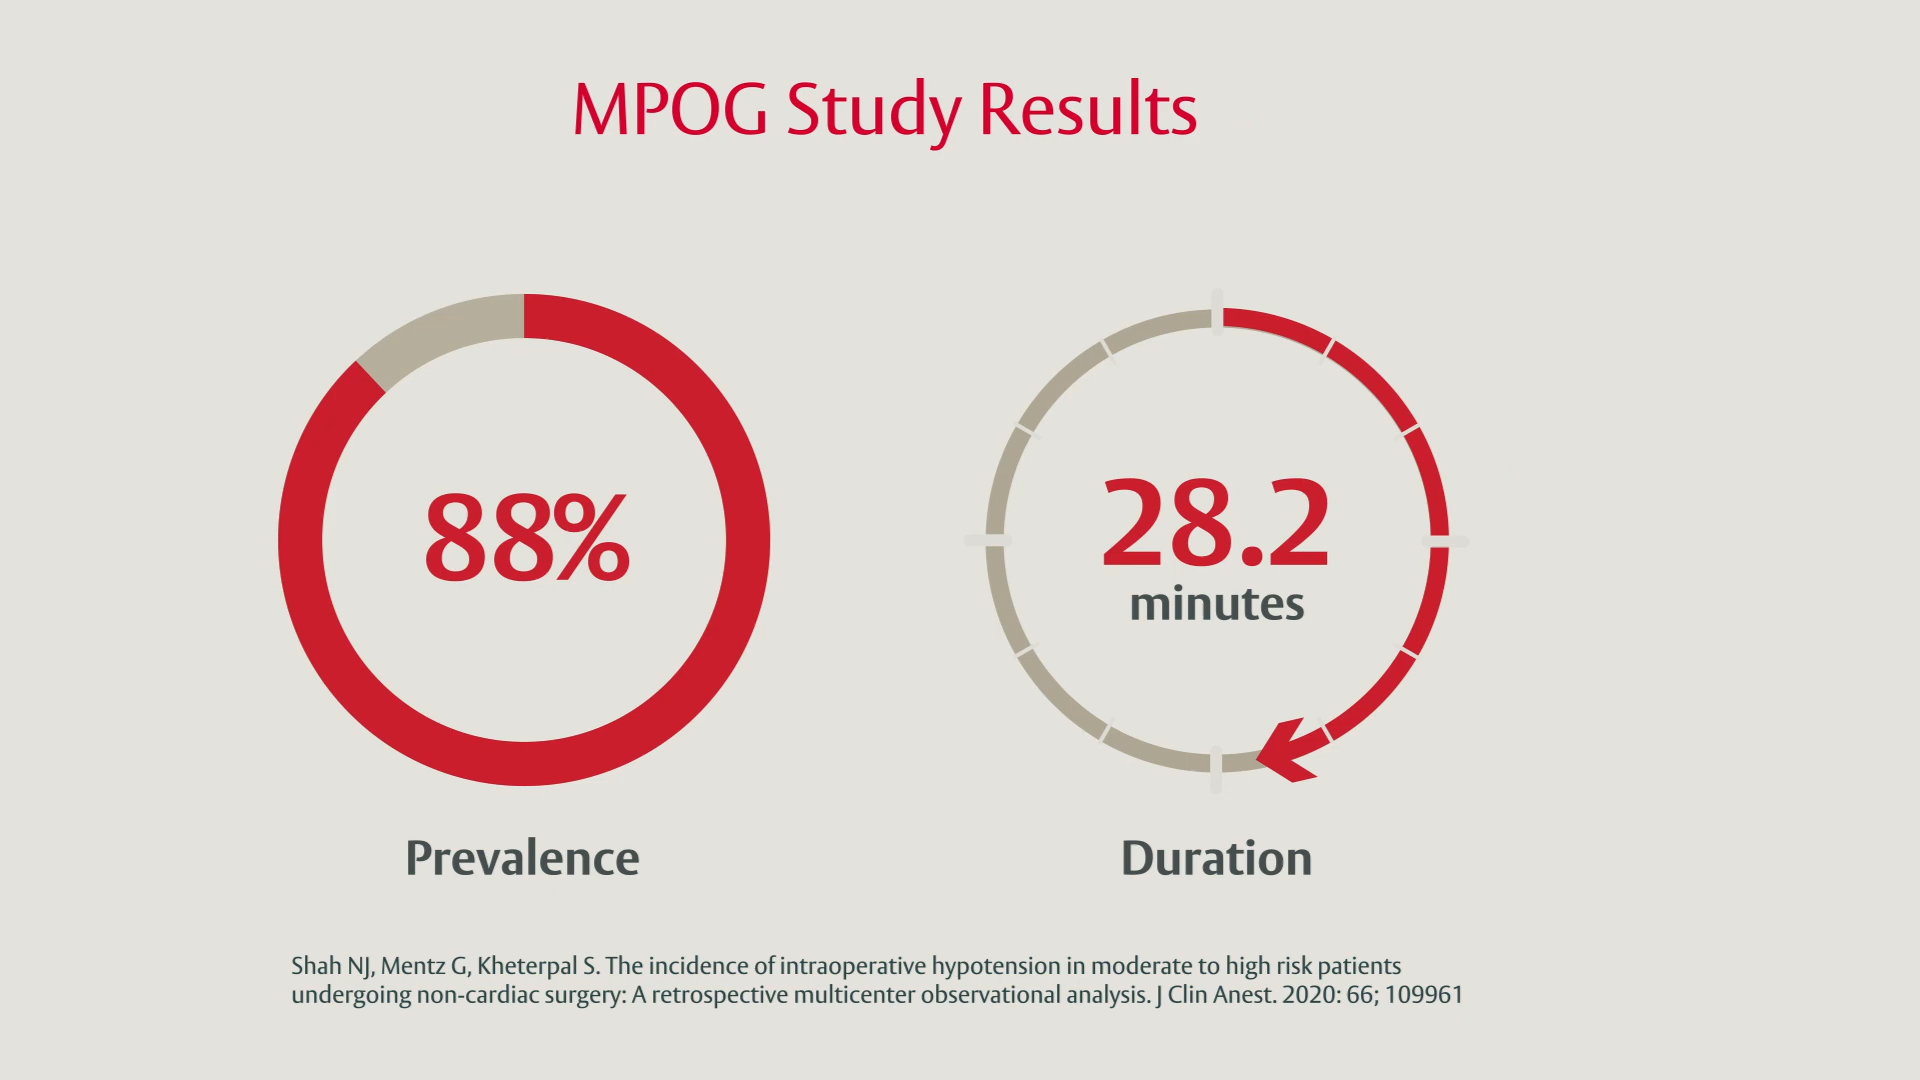 MPOG Study Results
88%
28.2
minutes
Prevalence
Duration
Shah NJ, Mentz G, Kheterpal S. The incidence of intraoperative hypotension in moderate to high risk patients
undergoing non-cardiac surgery: A retrospective multicenter observational analysis. J Clin Anest. 2020: 66; 109961